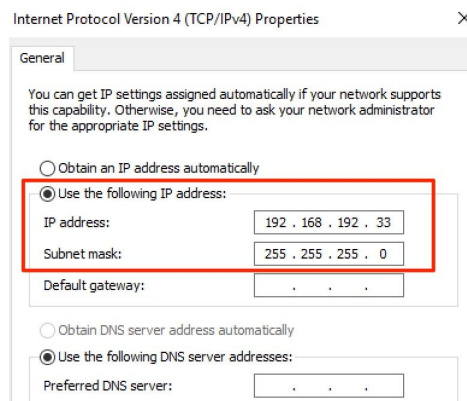 Internet Protocol Version 4 (TCP/IPv4) Properties
General
You can get IP settings assigned automatically if your network supports
this capability. Otherwise, you need to ask your network administrator
for the appropriate IP settings.
Obtain an IP address automatically
Use the following IP address:
IP address: 192 . 168 . 192 . 33
Subnet mask: 255 . 255 . 255 . 0
Default gateway: . . .
Obtain DNS server address automatically
Use the following DNS server addresses:
Preferred DNS server: . . .